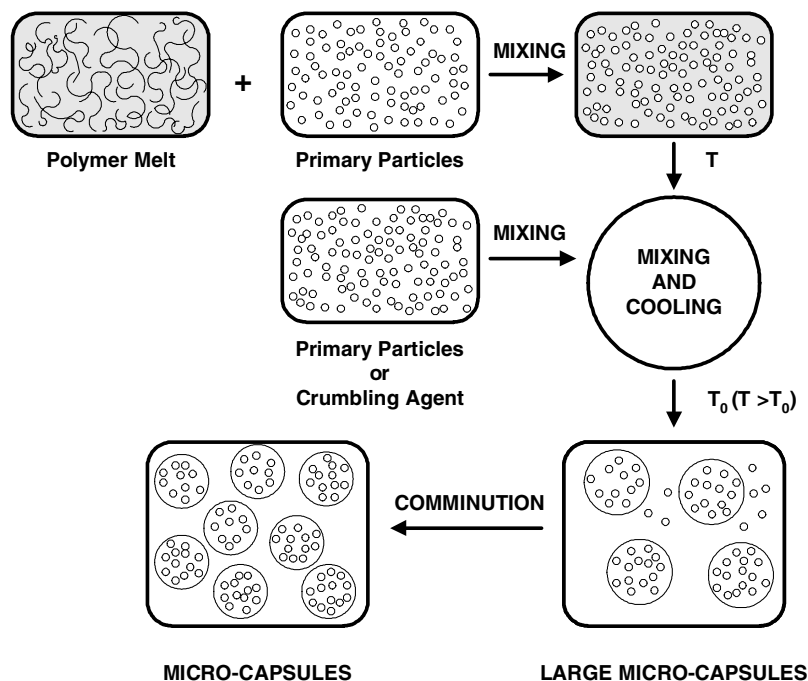 MIXING
+
Polymer Melt
Primary Particles
T
MIXING
MIXING
AND
COOLING
Primary Particles
or
Crumbling Agent
T₀ (T >T₀)
COMMINUTION
MICRO-CAPSULES
LARGE MICRO-CAPSULES